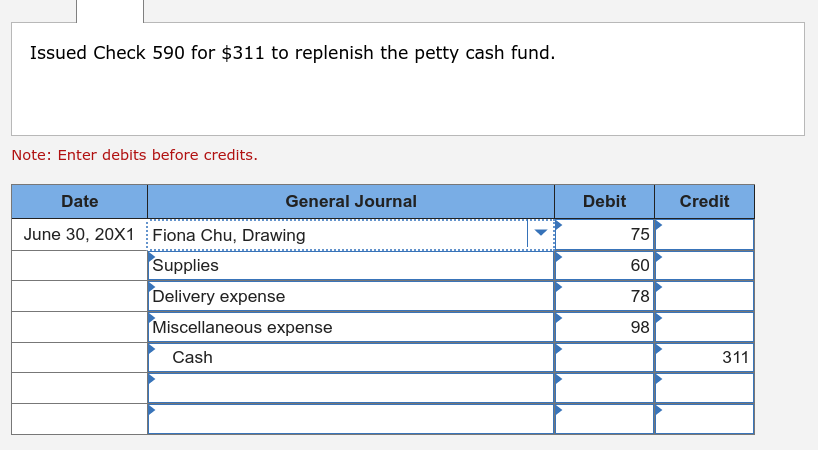 Issued Check 590 for $311 to replenish the petty cash fund.
Note: Enter debits before credits.
Date General Journal Debit Credit
June 30, 20X1 Fiona Chu, Drawing 75
Supplies 60
Delivery expense 78
Miscellaneous expense 98
Cash 311